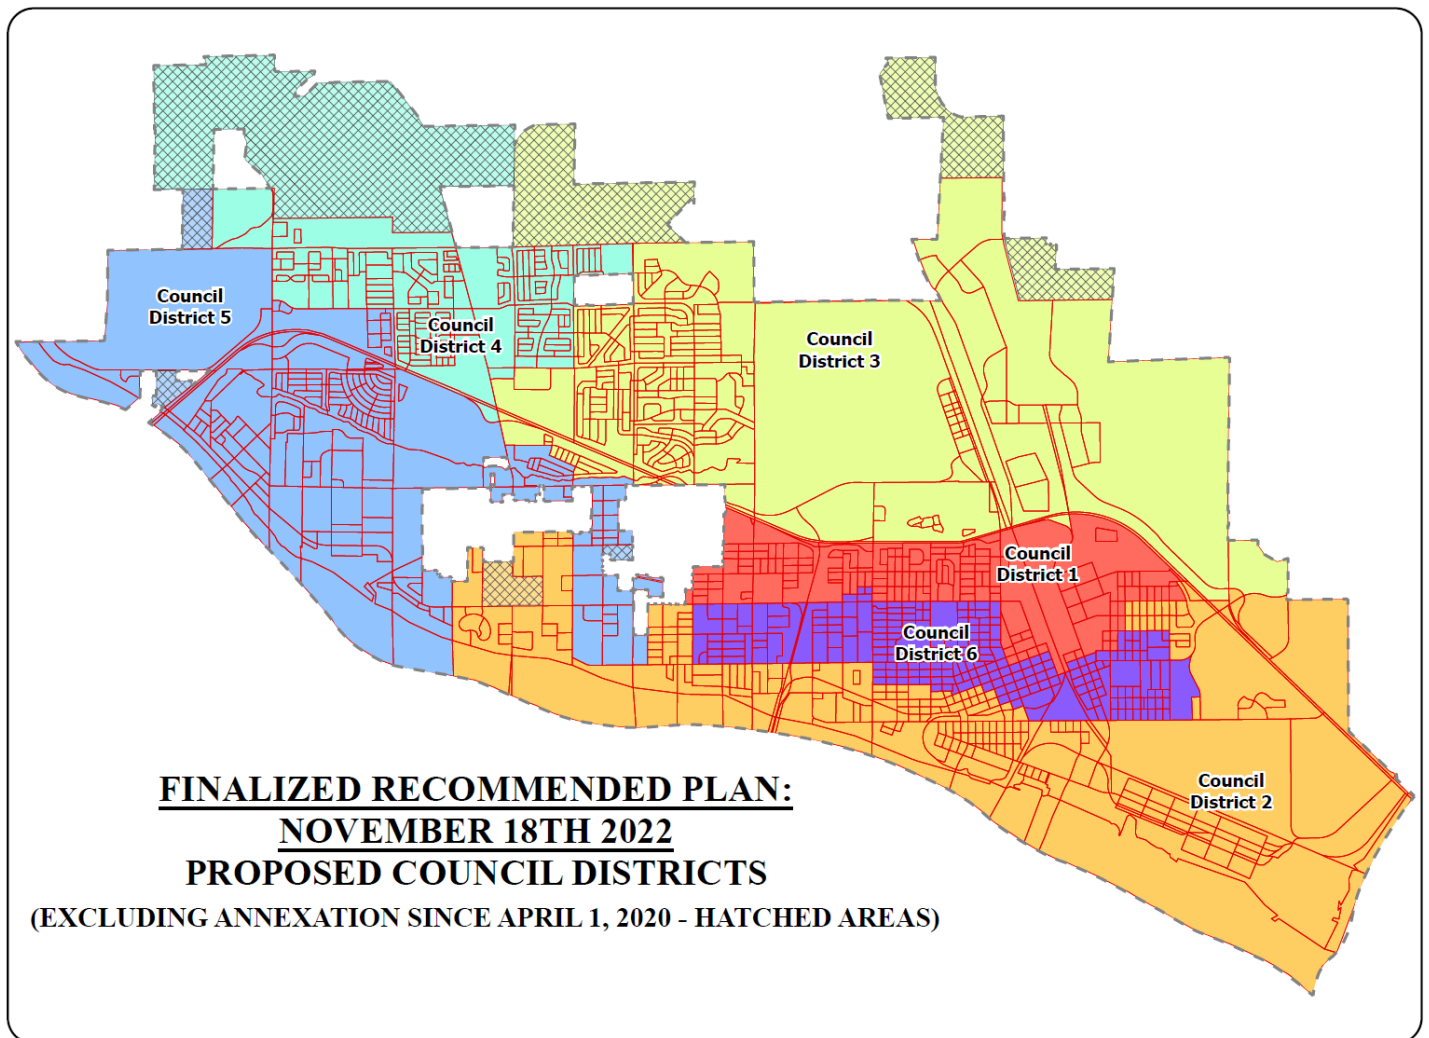 Council
District 5
Council
District 4
Council
District 3
Council
District 1
Council
District 6
Council
District 2
FINALIZED RECOMMENDED PLAN:
NOVEMBER 18TH 2022
PROPOSED COUNCIL DISTRICTS
(EXCLUDING ANNEXATION SINCE APRIL 1, 2020 - HATCHED AREAS)